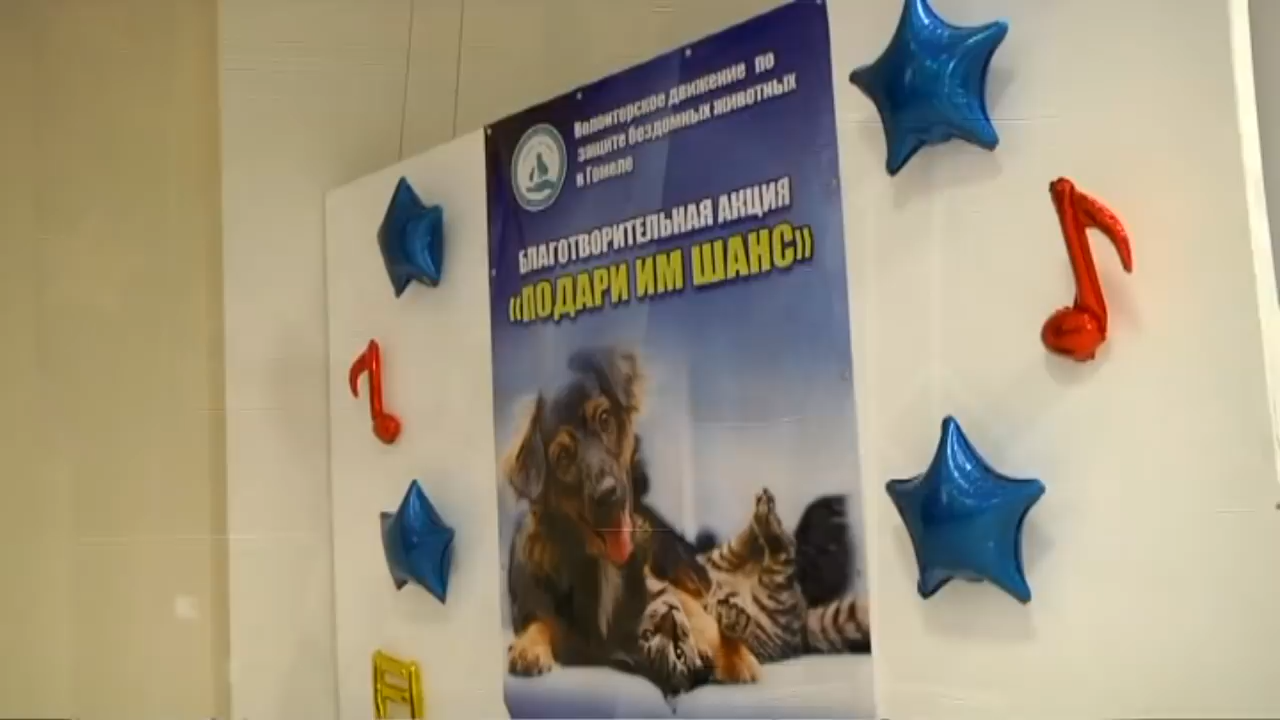 Волонтерское движение по
защите бездомных животных
в Гомеле
БЛАГОТВОРИТЕЛЬНАЯ АКЦИЯ
«ПОДАРИ ИМ ШАНС»